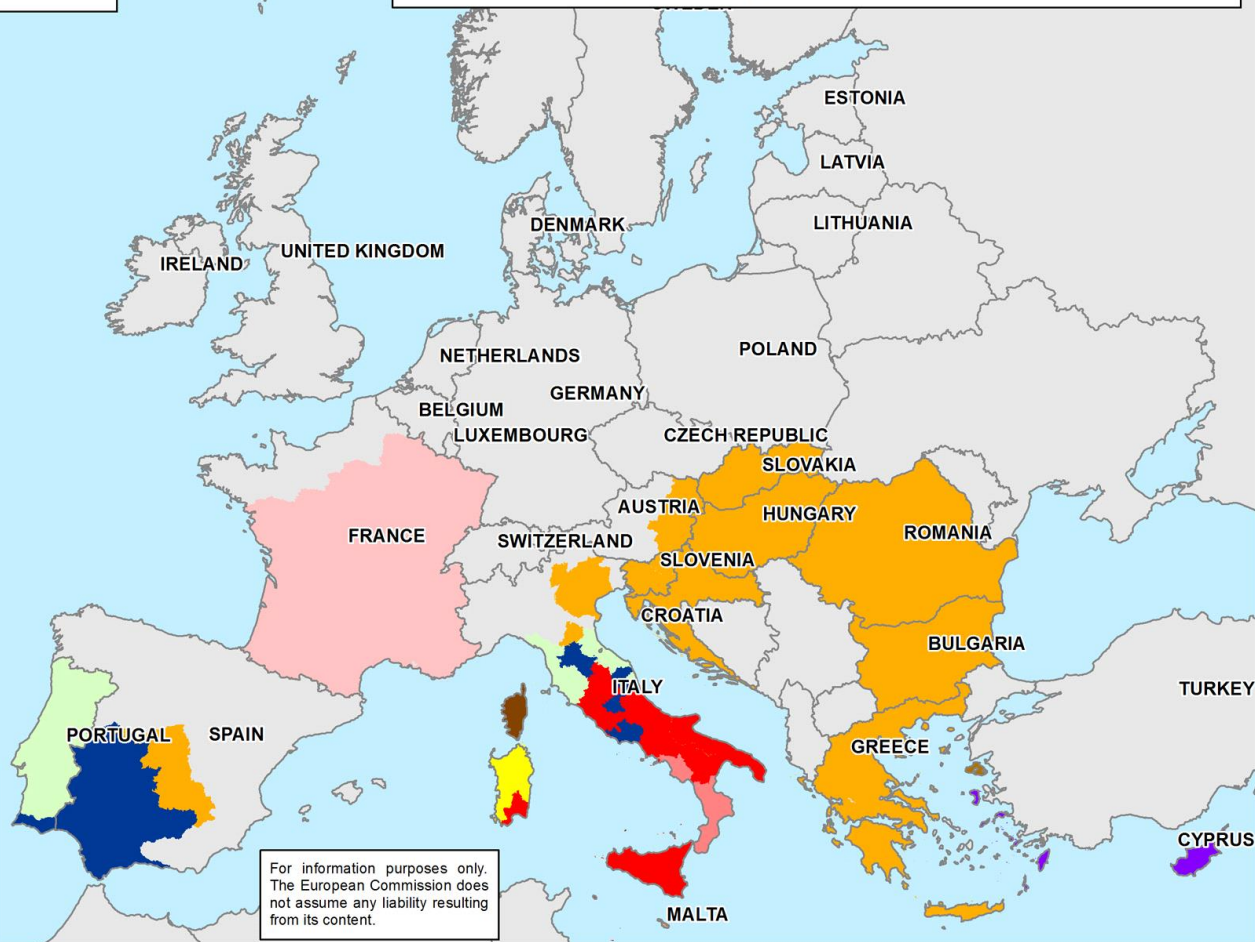 ESTONIA
LATVIA
LITHUANIA
DENMARK
UNITED KINGDOM
IRELAND
NETHERLANDS
POLAND
GERMANY
BELGIUM
LUXEMBOURG
CZECH REPUBLIC
SLOVAKIA
AUSTRIA
HUNGARY
FRANCE
SWITZERLAND
ROMANIA
SLOVENIA
CROATIA
BULGARIA
ITALY
TURKEY
PORTUGAL
SPAIN
GREECE
CYPRUS
MALTA
For information purposes only.
The European Commission does
not assume any liability resulting
from its content.